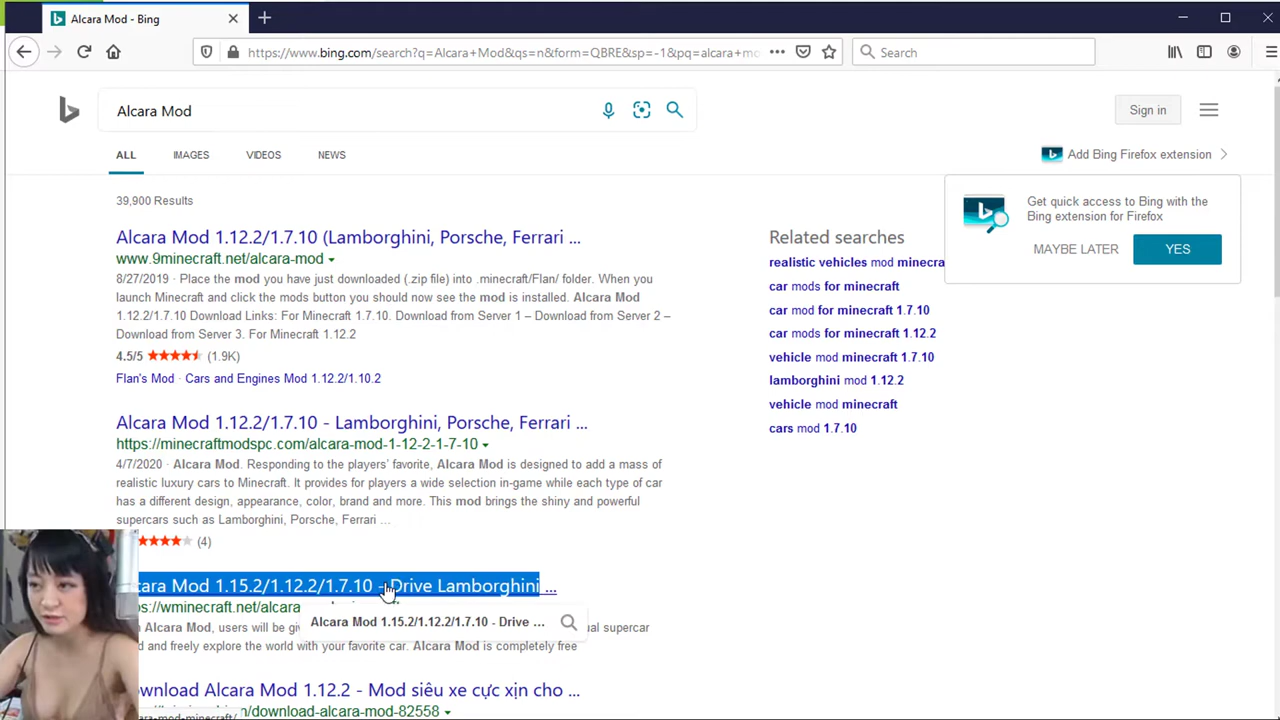 Alcara Mod - Bing
https://www.bing.com/search?q=Alcara+Mod&qs=n&form=QBRE&sp=-1&pq=alcara+mo
Search
Alcara Mod
Sign in
ALL IMAGES VIDEOS NEWS
Add Bing Firefox extension
39,900 Results
Get quick access to Bing with the
Bing extension for Firefox
MAYBE LATER YES
Alcara Mod 1.12.2/1.7.10 (Lamborghini, Porsche, Ferrari ...
www.9minecraft.net/alcara-mod
8/27/2019 · Place the mod you have just downloaded (.zip file) into .minecraft/Flan/ folder. When you
launch Minecraft and click the mods button you should now see the mod is installed. Alcara Mod
1.12.2/1.7.10 Download Links: For Minecraft 1.7.10. Download from Server 1 – Download from Server 2 –
Download from Server 3. For Minecraft 1.12.2
4.5/5 (1.9K)
Flan's Mod · Cars and Engines Mod 1.12.2/1.10.2
Related searches
realistic vehicles mod minecra
car mods for minecraft
car mod for minecraft 1.7.10
car mods for minecraft 1.12.2
vehicle mod minecraft 1.7.10
lamborghini mod 1.12.2
vehicle mod minecraft
cars mod 1.7.10
Alcara Mod 1.12.2/1.7.10 - Lamborghini, Porsche, Ferrari ...
https://minecraftmodspc.com/alcara-mod-1-12-2-1-7-10
4/7/2020 · Alcara Mod. Responding to the players' favorite, Alcara Mod is designed to add a mass of
realistic luxury cars to Minecraft. It provides for players a wide selection in-game while each type of car
has a different design, appearance, color, brand and more. This mod brings the shiny and powerful
supercars such as Lamborghini, Porsche, Ferrari ...
(4)
cara Mod 1.15.2/1.12.2/1.7.10 - Drive Lamborghini ...
ps://wminecraft.net/alcara
Alcara Mod 1.15.2/1.12.2/1.7.10 - Drive ...
Alcara Mod, users will be giv ual supercar
d and freely explore the world with your favorite car. Alcara Mod is completely free
ownload Alcara Mod 1.12.2 - Mod siêu xe cực xịn cho ...
n/download-alcara-mod-82558
ara-mod-minecraft/